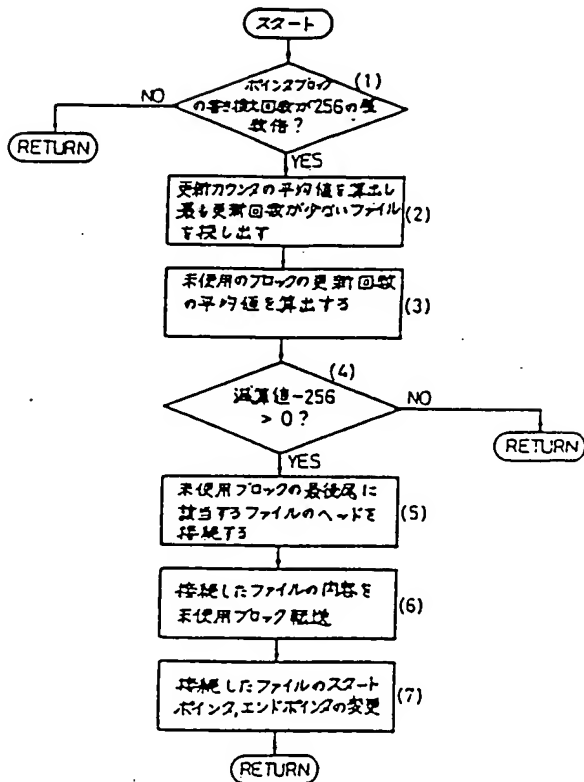 スタート
(1)
ポインタブロック
の書き換え回数が256の整
数倍?
NO
RETURN
YES
更新カウンタの平均値を算出し
最も更新回数が少ないファイル
を探し出す
(2)
未使用のブロックの更新回数
の平均値を算出する
(3)
(4)
減算値-256
> 0?
NO
RETURN
YES
未使用ブロックの最後尾に
該当するファイルのヘッドを
接続する
(5)
接続したファイルの内容を
未使用ブロック転送
(6)
接続したファイルのスタート
ポインタ,エンドポインタの変更
(7)
RETURN